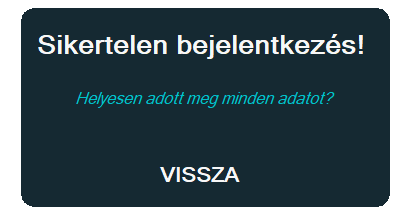 Sikertelen bejelentkezés!
Helyesen adott meg minden adatot?
VISSZA